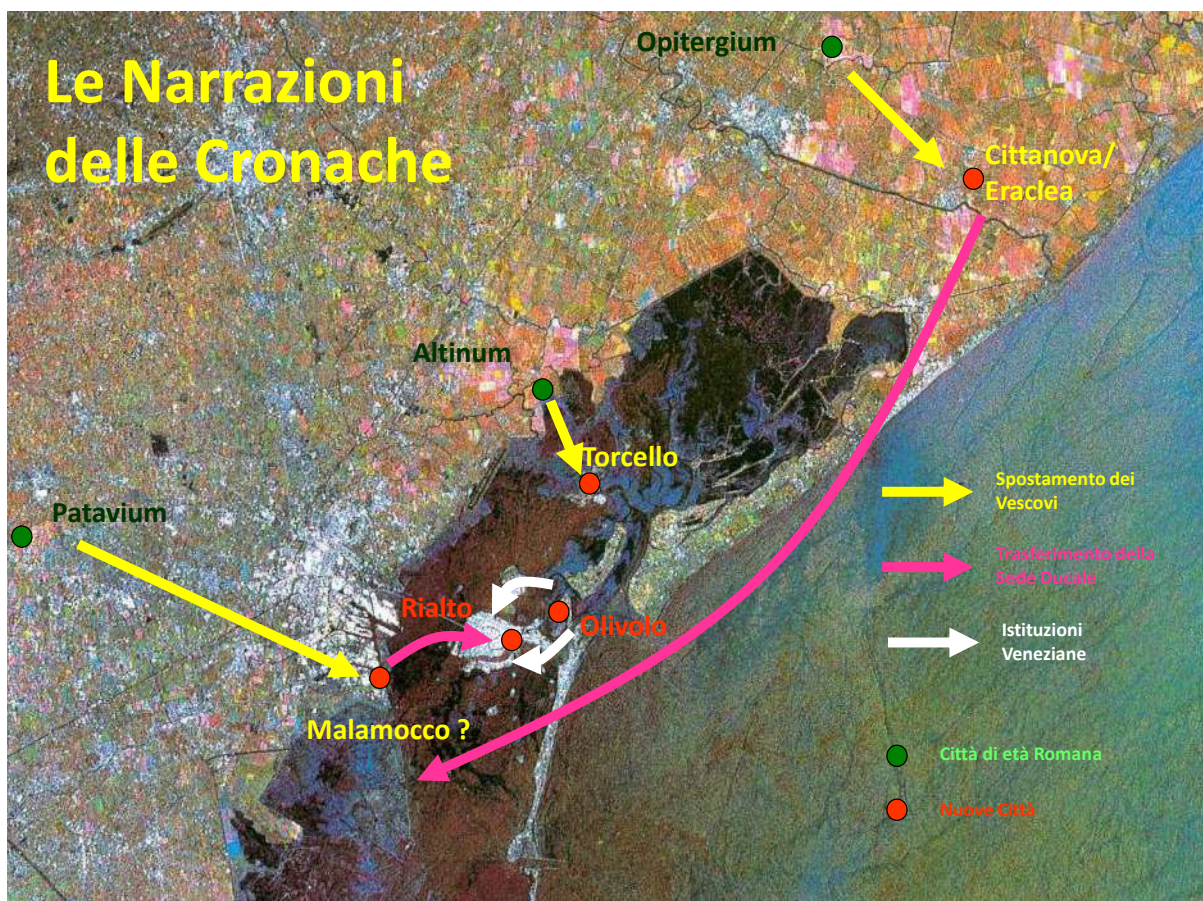 Le Narrazioni
delle Cronache
Opitergium
Cittanova/
Eraclea
Altinum
Torcello
Patavium
Rialto
Olivolo
Malamocco ?
Spostamento dei
Vescovi
Trasferimento della
Sede Ducale
Istituzioni
Veneziane
Città di età Romana
Nuove Città